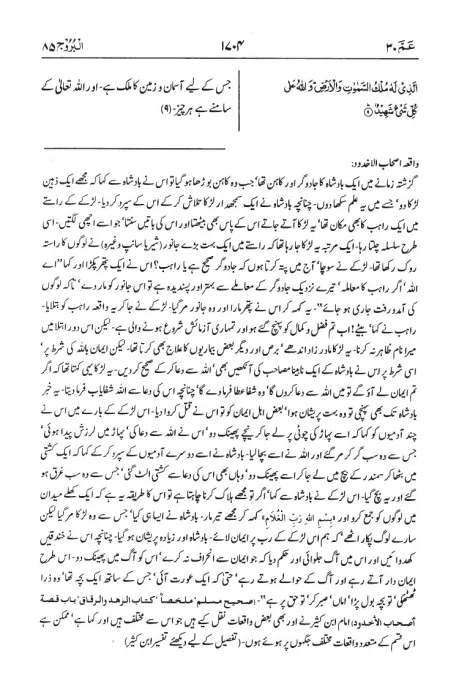 عمّ ۳۰
۱۷۰۴
البُرُوج ۸۵
الَّذِىْ لَهٗ مُلْكُ السَّمٰوٰتِ وَالْاَرْضِ ۚ وَاللّٰهُ عَلٰى
كُلِّ شَىْءٍ شَهِيْدٌ ۝
جس کے لیے آسمان و زمین کا ملک ہے۔ اور اللہ تعالیٰ کے
سامنے ہے ہر چیز۔ (۹)
واقعہ اصحاب الاخدود:
گزشتہ زمانے میں ایک بادشاہ کا جادوگر اور کاہن تھا' جب وہ کاہن بوڑھا ہو گیا تو اس نے بادشاہ سے کہا کہ مجھے ایک ذہین
لڑکا دو' جسے میں یہ علم سکھا دوں۔ چنانچہ بادشاہ نے ایک سمجھدار لڑکا تلاش کر کے اس کے سپرد کر دیا۔ لڑکے کے راستے
میں ایک راہب کا بھی مکان تھا' یہ لڑکا آتے جاتے اس کے پاس بھی بیٹھتا اور اس کی باتیں سنتا' جو اسے اچھی لگتیں۔ اسی
طرح سلسلہ چلتا رہا۔ ایک مرتبہ یہ لڑکا جا رہا تھا کہ راستے میں ایک بہت بڑے جانور (شیر یا سانپ وغیرہ) نے لوگوں کا راستہ
روک رکھا تھا۔ لڑکے نے سوچا' آج میں پتہ کرتا ہوں کہ جادوگر صحیح ہے یا راہب؟ اس نے ایک پتھر پکڑا اور کہا "اے
اللہ' اگر راہب کا معاملہ' تیرے نزدیک جادوگر کے معاملے سے بہتر اور پسندیدہ ہے تو اس جانور کو مار دے' تاکہ لوگوں
کی آمد و رفت جاری ہو جائے"۔ یہ کہہ کر اس نے پتھر مارا اور وہ جانور مر گیا۔ لڑکے نے جا کر یہ واقعہ راہب کو بتلایا۔
راہب نے کہا' بیٹے! اب تم فضل و کمال کو پہنچ گئے ہو اور تمہاری آزمائش شروع ہونے والی ہے۔ لیکن اس دور ابتلا میں
میرا نام ظاہر نہ کرنا۔ یہ لڑکا مادر زاد اندھے' برص اور دیگر بعض بیماریوں کا علاج بھی کرتا تھا۔ لیکن ایمان باللہ کی شرط پر'
اسی شرط پر اس نے بادشاہ کے ایک نابینا مصاحب کی آنکھیں بھی' اللہ سے دعا کر کے صحیح کر دیں۔ یہ لڑکا یہی کہتا تھا کہ اگر
تم ایمان لے آؤ گے تو میں اللہ سے دعا کروں گا' وہ شفا عطا فرما دے گا' چنانچہ اس کی دعا سے اللہ شفایاب فرما دیتا۔ یہ خبر
بادشاہ تک بھی پہنچی تو وہ بہت پریشان ہوا' بعض اہل ایمان کو تو اس نے قتل کروا دیا۔ اس لڑکے کے بارے میں اس نے
چند آدمیوں کو کہا کہ اسے پہاڑ کی چوٹی پر لے جا کر نیچے پھینک دو' اس نے اللہ سے دعا کی' پہاڑ میں لرزش پیدا ہوئی'
جس سے وہ سب گر کر مر گئے اور اللہ نے اسے بچا لیا۔ بادشاہ نے اسے دوسرے آدمیوں کے سپرد کر کے کہا کہ ایک کشتی
میں بٹھا کر سمندر کے بیچ میں لے جا کر اسے پھینک دو' وہاں بھی اس کی دعا سے کشتی الٹ گئی' جس سے وہ سب غرق ہو
گئے اور یہ بچ گیا۔ اس لڑکے نے بادشاہ سے کہا' اگر تو مجھے ہلاک کرنا چاہتا ہے تو اس کا طریقہ یہ ہے کہ ایک کھلے میدان
میں لوگوں کو جمع کرو اور «بِسْمِ اللهِ رَبِّ الْغُلَامِ» کہہ کر مجھے تیر مار۔ بادشاہ نے ایسا ہی کیا' جس سے وہ لڑکا مر گیا لیکن
سارے لوگ پکار اٹھے' کہ ہم اس لڑکے کے رب پر ایمان لائے۔ بادشاہ اور زیادہ پریشان ہو گیا۔ چنانچہ اس نے خندقیں
کھدوائیں اور اس میں آگ جلوائی اور حکم دیا کہ جو ایمان سے انحراف نہ کرے' اس کو آگ میں پھینک دو۔ اس طرح
ایمان دار آتے رہے اور آگ کے حوالے ہوتے رہے' حتی کہ ایک عورت آئی' جس کے ساتھ ایک بچہ تھا' وہ ذرا
ٹھٹھکی' تو بچہ بول پڑا' اماں' صبر کر' تو حق پر ہے"۔ (صحیح مسلم' ملخصاً' کتاب الزھد والرقاق' باب قصة
أصحاب الأخدود) امام ابن کثیر نے اور بھی بعض واقعات نقل کیے ہیں جو اس سے مختلف ہیں اور کہا ہے' ممکن ہے
اس قسم کے متعدد واقعات مختلف جگہوں پر ہوئے ہوں۔ (تفصیل کے لیے دیکھئے تفسیر ابن کثیر)